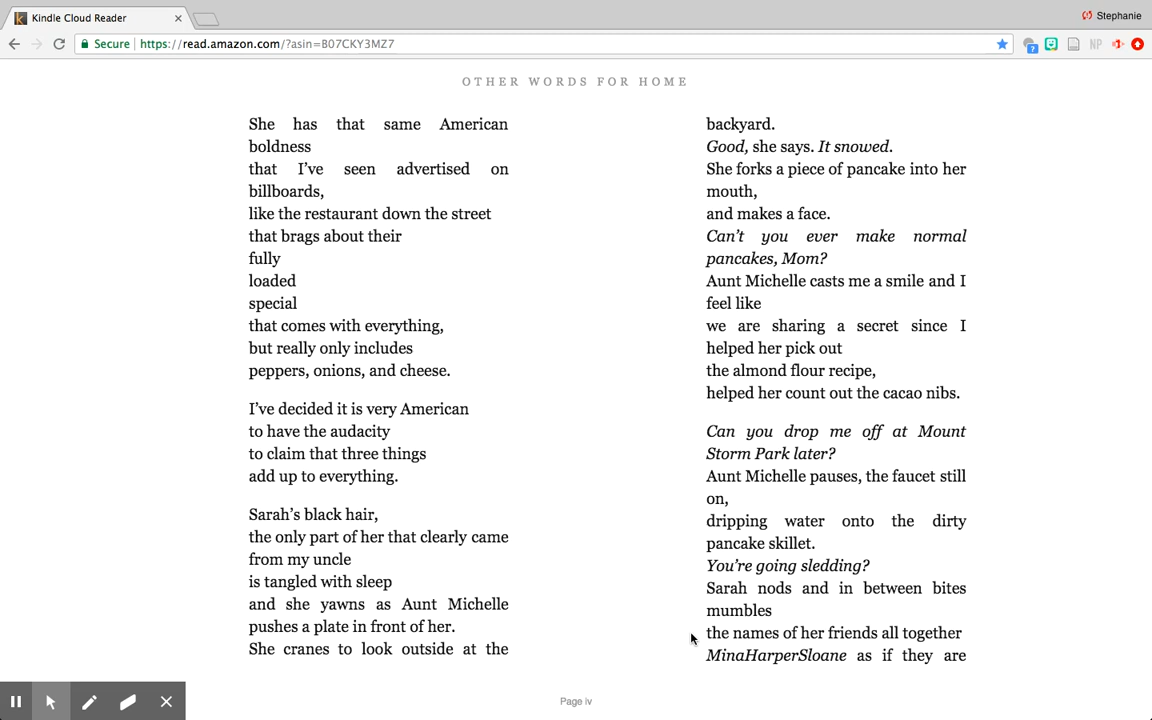 Kindle Cloud Reader
Stephanie
Secure
https://read.amazon.com/?asin=B07CKY3MZ7
NP
OTHER WORDS FOR HOME
She has that same American
boldness
that I've seen advertised on
billboards,
like the restaurant down the street
that brags about their
fully
loaded
special
that comes with everything,
but really only includes
peppers, onions, and cheese.
I've decided it is very American
to have the audacity
to claim that three things
add up to everything.
Sarah's black hair,
the only part of her that clearly came
from my uncle
is tangled with sleep
and she yawns as Aunt Michelle
pushes a plate in front of her.
She cranes to look outside at the
backyard.
Good, she says. It snowed.
She forks a piece of pancake into her
mouth,
and makes a face.
Can't you ever make normal
pancakes, Mom?
Aunt Michelle casts me a smile and I
feel like
we are sharing a secret since I
helped her pick out
the almond flour recipe,
helped her count out the cacao nibs.
Can you drop me off at Mount
Storm Park later?
Aunt Michelle pauses, the faucet still
on,
dripping water onto the dirty
pancake skillet.
You're going sledding?
Sarah nods and in between bites
mumbles
the names of her friends all together
MinaHarperSloane as if they are
Page iv